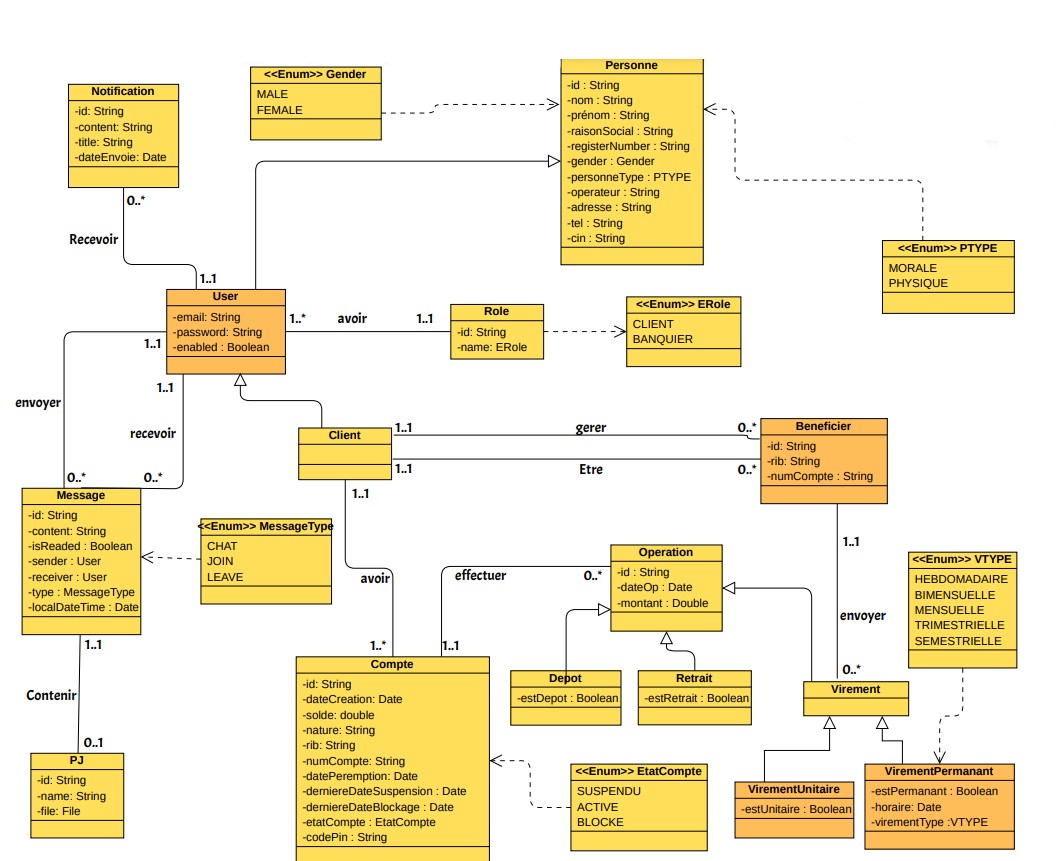 <<Enum>> Gender
MALE
FEMALE
Personne
-id : String
-nom : String
-prénom : String
-raisonSocial : String
-registerNumber : String
-gender : Gender
-personneType : PTYPE
-operateur : String
-adresse : String
-tel : String
-cin : String
Notification
-id: String
-content: String
-title: String
-dateEnvoie: Date
0..*
Recevoir
1..1
<<Enum>> PTYPE
MORALE
PHYSIQUE
User
-email: String
-password: String
-enabled : Boolean
1..*
avoir
1..1
Role
-id: String
-name: ERole
<<Enum>> ERole
CLIENT
BANQUIER
1..1
envoyer
0..*
1..1
recevoir
0..*
Client
1..1
gerer
0..*
1..1
Etre
0..*
Beneficier
-id: String
-rib: String
-numCompte : String
Message
-id: String
-content: String
-isReaded : Boolean
-sender : User
-receiver : User
-type : MessageType
-localDateTime : Date
<<Enum>> MessageType
CHAT
JOIN
LEAVE
1..1
avoir
1..*
effectuer
0..*
1..1
Operation
-id : String
-dateOp : Date
-montant : Double
1..1
envoyer
0..*
<<Enum>> VTYPE
HEBDOMADAIRE
BIMENSUELLE
MENSUELLE
TRIMESTRIELLE
SEMESTRIELLE
1..1
Contenir
0..1
PJ
-id: String
-name: String
-file: File
Compte
-id: String
-dateCreation: Date
-solde: double
-nature: String
-rib: String
-numCompte: String
-datePeremption: Date
-derniereDateSuspension : Date
-derniereDateBlockage : Date
-etatCompte : EtatCompte
-codePin : String
Depot
-estDepot : Boolean
Retrait
-estRetrait : Boolean
Virement
<<Enum>> EtatCompte
SUSPENDU
ACTIVE
BLOCKE
VirementUnitaire
-estUnitaire : Boolean
VirementPermanant
-estPermanant : Boolean
-horaire: Date
-virementType :VTYPE